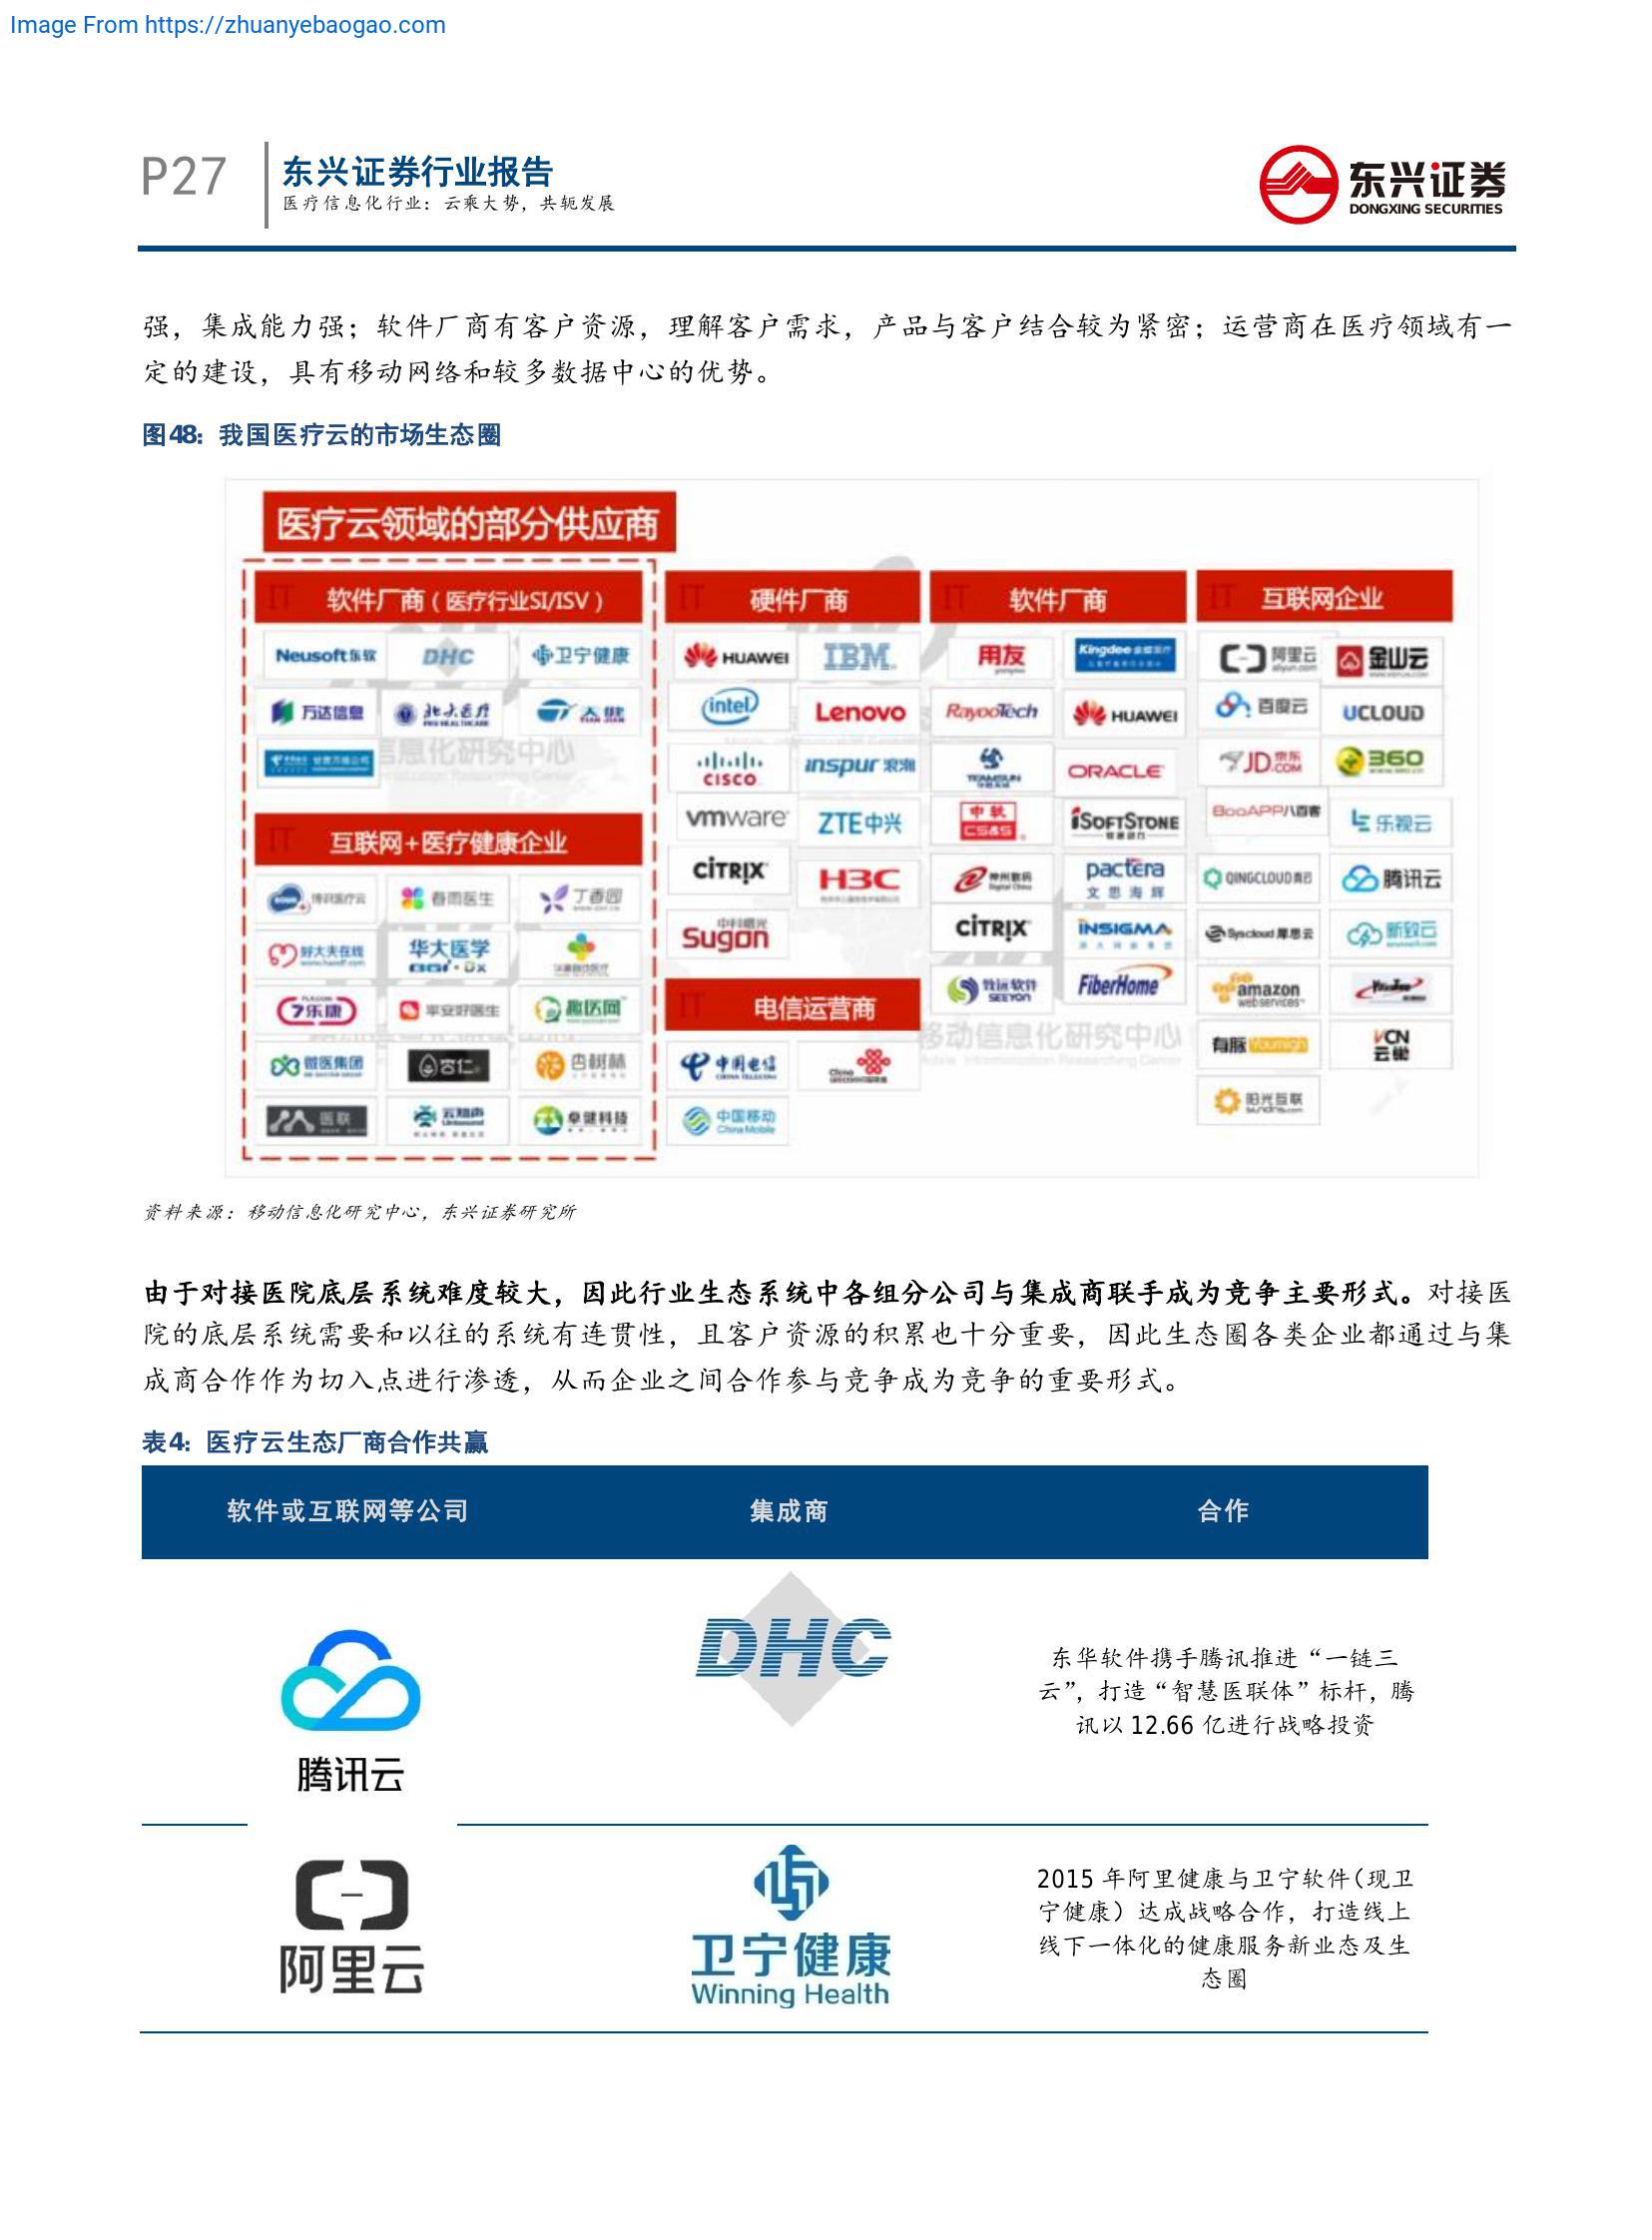 Image From https://zhuanyebaogao.com
P27
东兴证券行业报告
医疗信息化行业：云乘大势，共轭发展
东兴证券
DONGXING SECURITIES
强，集成能力强；软件厂商有客户资源，理解客户需求，产品与客户结合较为紧密；运营商在医疗领域有一
定的建设，具有移动网络和较多数据中心的优势。
图48: 我国医疗云的市场生态圈
医疗云领域的部分供应商
软件厂商（医疗行业SI/ISV）
Neusoft东软 DHC 卫宁健康
万达信息 北大医疗 天健
互联网+医疗健康企业
春雨医生 丁香园
好大夫在线 华大医学
7乐康 平安好医生 趣医网
微医集团 杏仁 杏树林
医联 云知声 卓健科技
硬件厂商
HUAWEI IBM
intel Lenovo
CISCO inspur 浪潮
vmware ZTE中兴
CITRIX H3C
中科曙光
Sugon
电信运营商
中国电信
CHINA TELECOM
中国移动
China Mobile
软件厂商
用友 Kingdee
RayooTech HUAWEI
TEAMSUN ORACLE
中软
CS&S iSOFTSTONE
神州数码
Digital China
pactera
文思海辉
CITRIX INSIGMA
致远软件
SEEYON FiberHome
互联网企业
阿里云 金山云
百度云 UCLOUD
JD.COM 京东 360
800APP八百客 乐视云
QINGCLOUD青云 腾讯云
Syscloud 新致云
amazon
webservices
有脉 VCN
阳光互联
移动信息化研究中心
资料来源：移动信息化研究中心，东兴证券研究所
由于对接医院底层系统难度较大，因此行业生态系统中各组分公司与集成商联手成为竞争主要形式。对接医
院的底层系统需要和以往的系统有连贯性，且客户资源的积累也十分重要，因此生态圈各类企业都通过与集
成商合作作为切入点进行渗透，从而企业之间合作参与竞争成为竞争的重要形式。
表4: 医疗云生态厂商合作共赢
软件或互联网等公司 集成商 合作
腾讯云
DHC
东华软件携手腾讯推进“一链三
云”，打造“智慧医联体”标杆，腾
讯以 12.66 亿进行战略投资
阿里云
卫宁健康
Winning Health
2015 年阿里健康与卫宁软件（现卫
宁健康）达成战略合作，打造线上
线下一体化的健康服务新业态及生
态圈